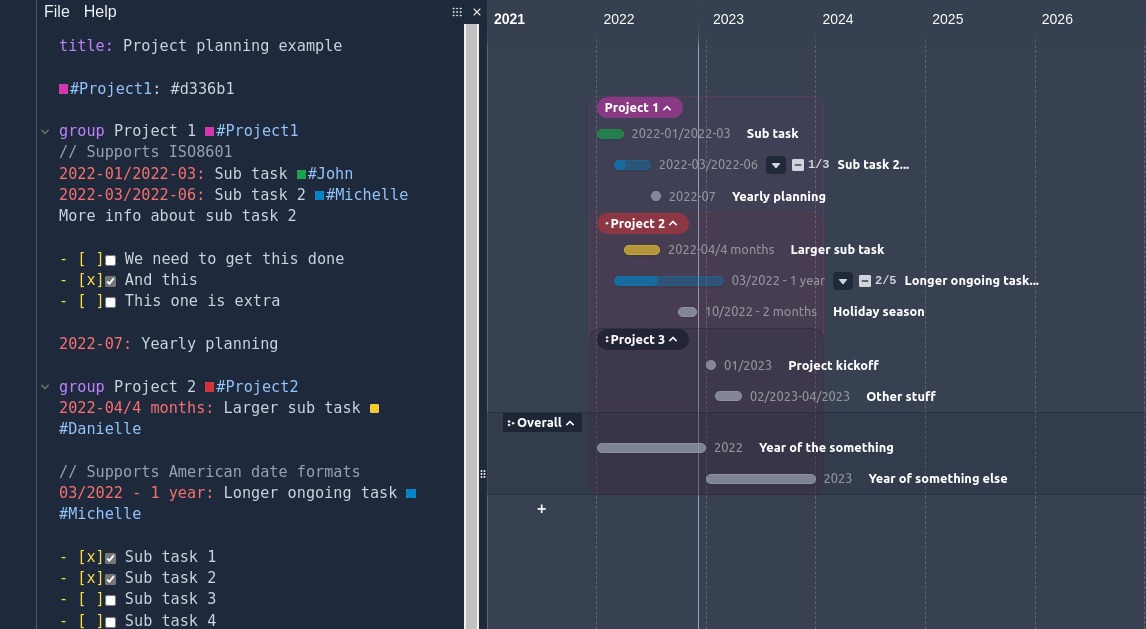 File Help
title: Project planning example
#Project1: #d336b1
group Project 1 #Project1
// Supports ISO8601
2022-01/2022-03: Sub task #John
2022-03/2022-06: Sub task 2 #Michelle
More info about sub task 2
- [ ] We need to get this done
- [x] And this
- [ ] This one is extra
2022-07: Yearly planning
group Project 2 #Project2
2022-04/4 months: Larger sub task
#Danielle
// Supports American date formats
03/2022 - 1 year: Longer ongoing task
#Michelle
- [x] Sub task 1
- [x] Sub task 2
- [ ] Sub task 3
- [ ] Sub task 4
2021 2022 2023 2024 2025 2026
Project 1
2022-01/2022-03 Sub task
2022-03/2022-06 1/3 Sub task 2...
2022-07 Yearly planning
Project 2
2022-04/4 months Larger sub task
03/2022 - 1 year 2/5 Longer ongoing task...
10/2022 - 2 months Holiday season
Project 3
01/2023 Project kickoff
02/2023-04/2023 Other stuff
Overall
2022 Year of the something
2023 Year of something else
+